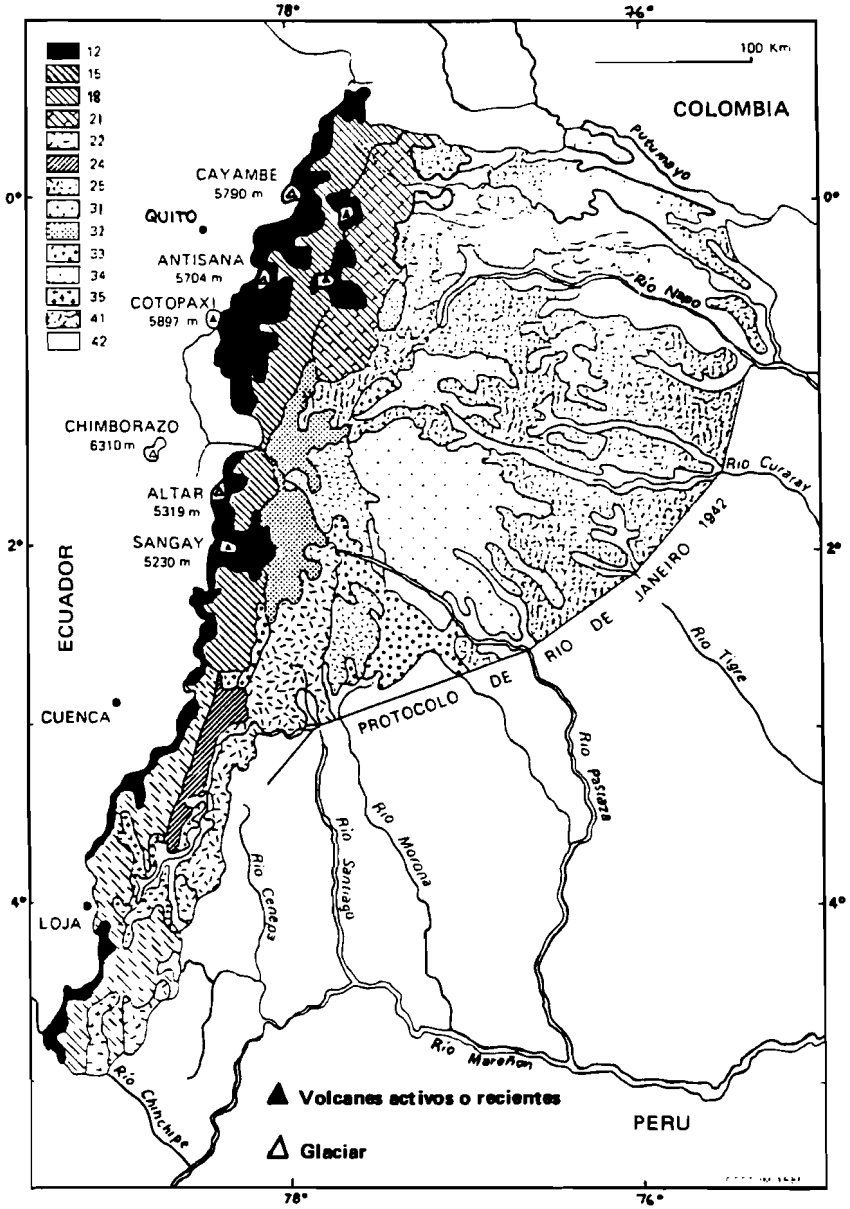 78°
76°
12
15
18
21
22
24
25
31
32
33
34
35
41
42
100 Km
COLOMBIA
Putumayo
CAYAMBE
5790 m
0°
0°
QUITO
ANTISANA
5704 m
COTOPAXI
5897 m
Río Napo
CHIMBORAZO
6310 m
Río Curaray
ALTAR
5319 m
SANGAY
5230 m
2°
2°
ECUADOR
PROTOCOLO DE RIO DE JANEIRO 1942
Río Tigre
CUENCA
Río Pastaza
Río Morona
Río Santiago
Río Cenepa
4°
4°
LOJA
Río Marañon
Río Chinchipe
Volcanes activos o recientes
Glaciar
PERU
78°
76°